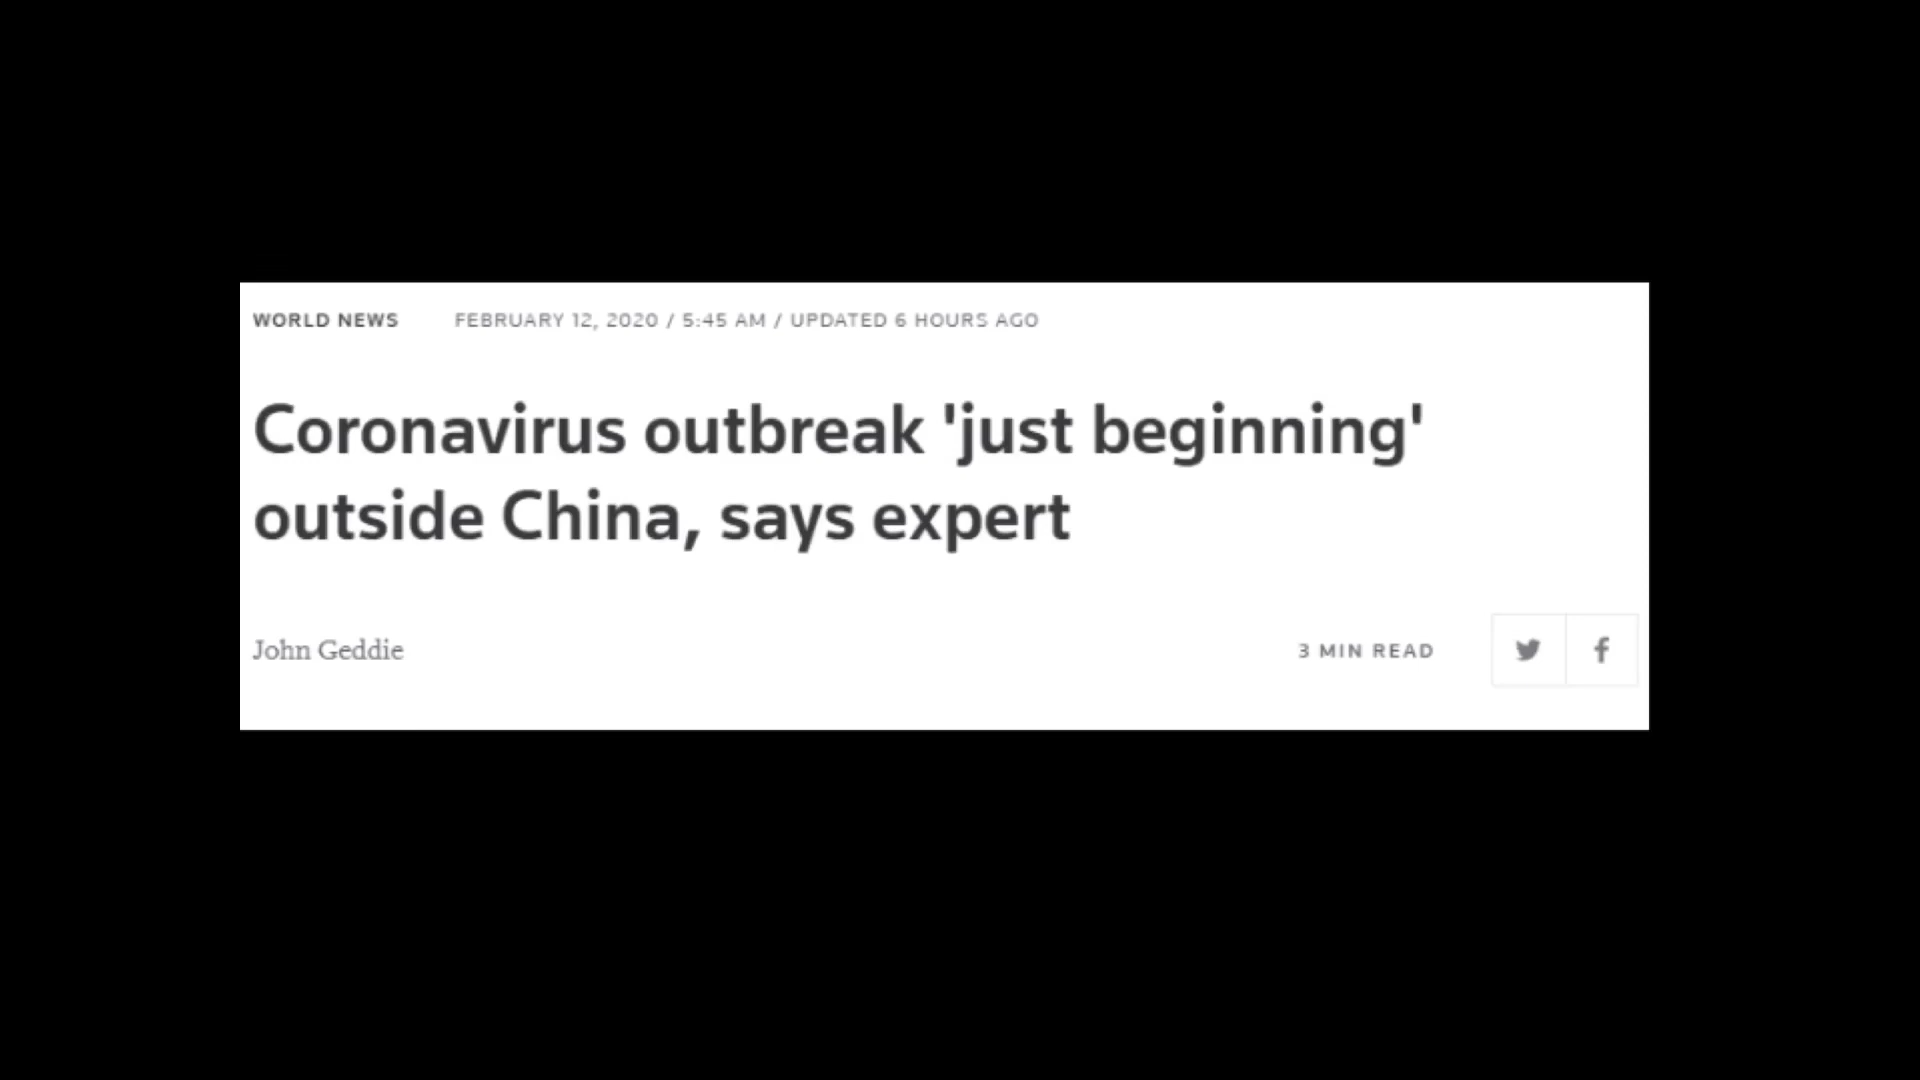 WORLD NEWS FEBRUARY 12, 2020 / 5:45 AM / UPDATED 6 HOURS AGO
Coronavirus outbreak 'just beginning'
outside China, says expert
John Geddie 3 MIN READ